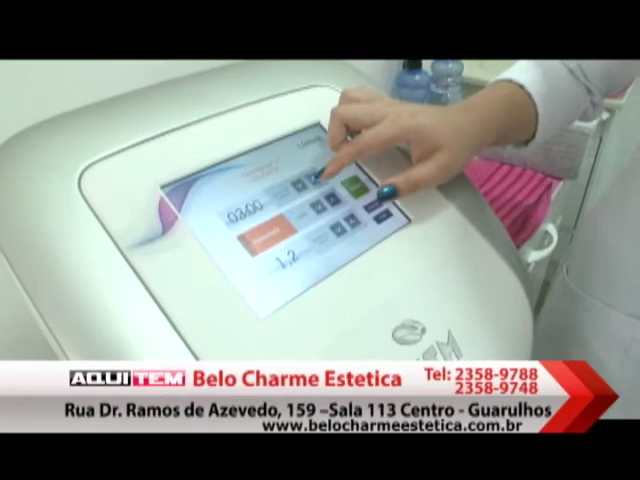 03:00
1,2
AQUI TEM Belo Charme Estetica Tel: 2358-9788
2358-9748
Rua Dr. Ramos de Azevedo, 159 –Sala 113 Centro - Guarulhos
www.belocharmeestetica.com.br